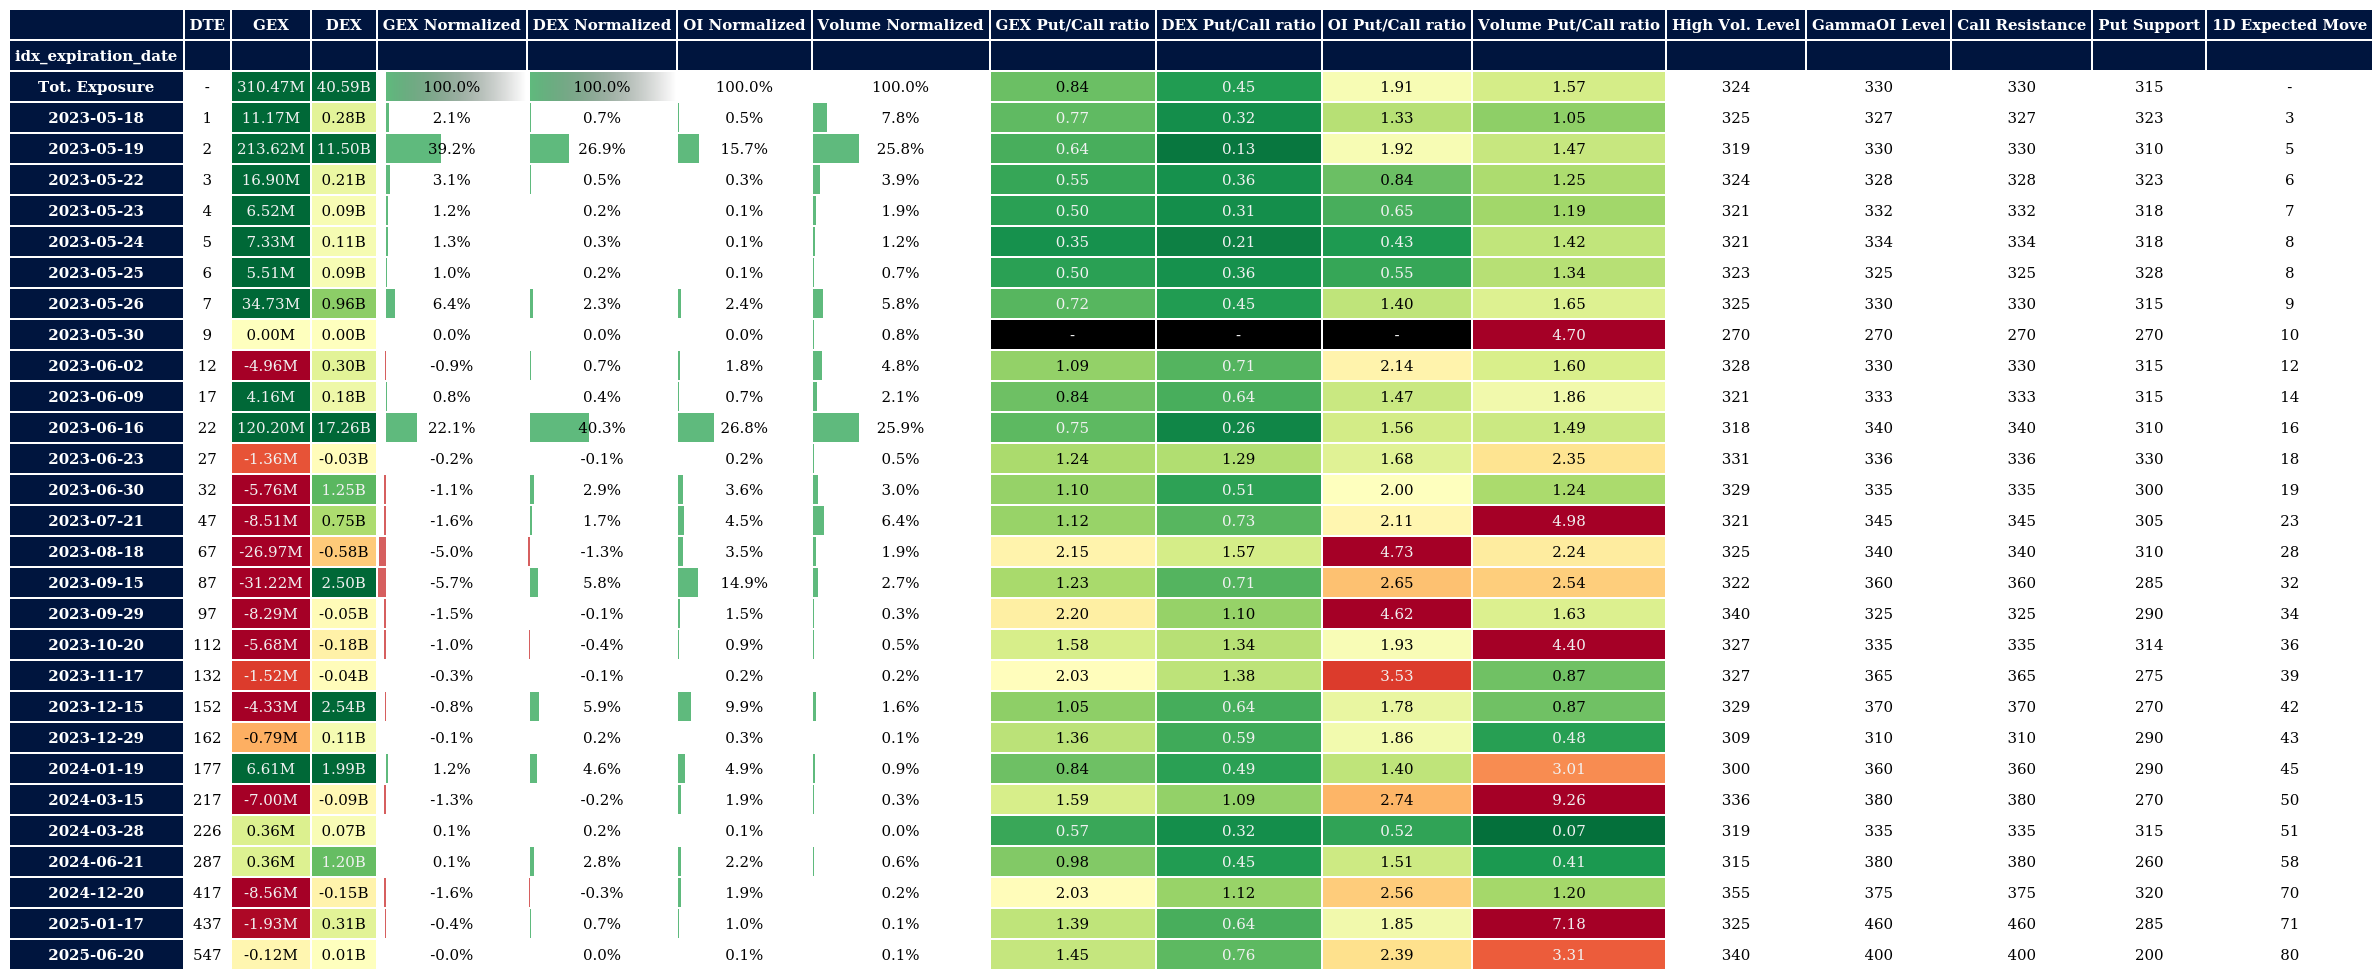 DTE GEX DEX GEX Normalized DEX Normalized OI Normalized Volume Normalized GEX Put/Call ratio DEX Put/Call ratio OI Put/Call ratio Volume Put/Call ratio High Vol. Level GammaOI Level Call Resistance Put Support 1D Expected Move
idx_expiration_date
Tot. Exposure - 310.47M 40.59B 100.0% 100.0% 100.0% 100.0% 0.84 0.45 1.91 1.57 324 330 330 315 -
2023-05-18 1 11.17M 0.28B 2.1% 0.7% 0.5% 7.8% 0.77 0.32 1.33 1.05 325 327 327 323 3
2023-05-19 2 213.62M 11.50B 39.2% 26.9% 15.7% 25.8% 0.64 0.13 1.92 1.47 319 330 330 310 5
2023-05-22 3 16.90M 0.21B 3.1% 0.5% 0.3% 3.9% 0.55 0.36 0.84 1.25 324 328 328 323 6
2023-05-23 4 6.52M 0.09B 1.2% 0.2% 0.1% 1.9% 0.50 0.31 0.65 1.19 321 332 332 318 7
2023-05-24 5 7.33M 0.11B 1.3% 0.3% 0.1% 1.2% 0.35 0.21 0.43 1.42 321 334 334 318 8
2023-05-25 6 5.51M 0.09B 1.0% 0.2% 0.1% 0.7% 0.50 0.36 0.55 1.34 323 325 325 328 8
2023-05-26 7 34.73M 0.96B 6.4% 2.3% 2.4% 5.8% 0.72 0.45 1.40 1.65 325 330 330 315 9
2023-05-30 9 0.00M 0.00B 0.0% 0.0% 0.0% 0.8% - - - 4.70 270 270 270 270 10
2023-06-02 12 -4.96M 0.30B -0.9% 0.7% 1.8% 4.8% 1.09 0.71 2.14 1.60 328 330 330 315 12
2023-06-09 17 4.16M 0.18B 0.8% 0.4% 0.7% 2.1% 0.84 0.64 1.47 1.86 321 333 333 315 14
2023-06-16 22 120.20M 17.26B 22.1% 40.3% 26.8% 25.9% 0.75 0.26 1.56 1.49 318 340 340 310 16
2023-06-23 27 -1.36M -0.03B -0.2% -0.1% 0.2% 0.5% 1.24 1.29 1.68 2.35 331 336 336 330 18
2023-06-30 32 -5.76M 1.25B -1.1% 2.9% 3.6% 3.0% 1.10 0.51 2.00 1.24 329 335 335 300 19
2023-07-21 47 -8.51M 0.75B -1.6% 1.7% 4.5% 6.4% 1.12 0.73 2.11 4.98 321 345 345 305 23
2023-08-18 67 -26.97M -0.58B -5.0% -1.3% 3.5% 1.9% 2.15 1.57 4.73 2.24 325 340 340 310 28
2023-09-15 87 -31.22M 2.50B -5.7% 5.8% 14.9% 2.7% 1.23 0.71 2.65 2.54 322 360 360 285 32
2023-09-29 97 -8.29M -0.05B -1.5% -0.1% 1.5% 0.3% 2.20 1.10 4.62 1.63 340 325 325 290 34
2023-10-20 112 -5.68M -0.18B -1.0% -0.4% 0.9% 0.5% 1.58 1.34 1.93 4.40 327 335 335 314 36
2023-11-17 132 -1.52M -0.04B -0.3% -0.1% 0.2% 0.2% 2.03 1.38 3.53 0.87 327 365 365 275 39
2023-12-15 152 -4.33M 2.54B -0.8% 5.9% 9.9% 1.6% 1.05 0.64 1.78 0.87 329 370 370 270 42
2023-12-29 162 -0.79M 0.11B -0.1% 0.2% 0.3% 0.1% 1.36 0.59 1.86 0.48 309 310 310 290 43
2024-01-19 177 6.61M 1.99B 1.2% 4.6% 4.9% 0.9% 0.84 0.49 1.40 3.01 300 360 360 290 45
2024-03-15 217 -7.00M -0.09B -1.3% -0.2% 1.9% 0.3% 1.59 1.09 2.74 9.26 336 380 380 270 50
2024-03-28 226 0.36M 0.07B 0.1% 0.2% 0.1% 0.0% 0.57 0.32 0.52 0.07 319 335 335 315 51
2024-06-21 287 0.36M 1.20B 0.1% 2.8% 2.2% 0.6% 0.98 0.45 1.51 0.41 315 380 380 260 58
2024-12-20 417 -8.56M -0.15B -1.6% -0.3% 1.9% 0.2% 2.03 1.12 2.56 1.20 355 375 375 320 70
2025-01-17 437 -1.93M 0.31B -0.4% 0.7% 1.0% 0.1% 1.39 0.64 1.85 7.18 325 460 460 285 71
2025-06-20 547 -0.12M 0.01B -0.0% 0.0% 0.1% 0.1% 1.45 0.76 2.39 3.31 340 400 400 200 80